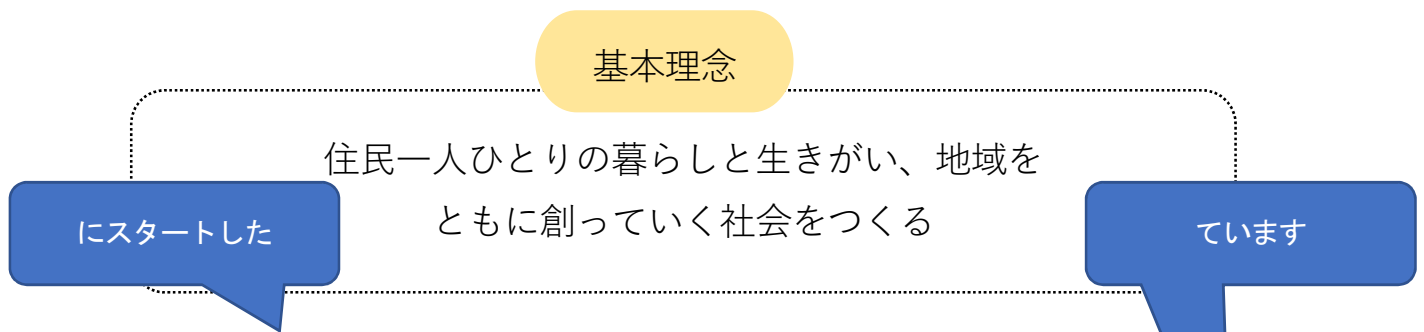 基本理念
住民一人ひとりの暮らしと生きがい、地域を
ともに創っていく社会をつくる
にスタートした
ています